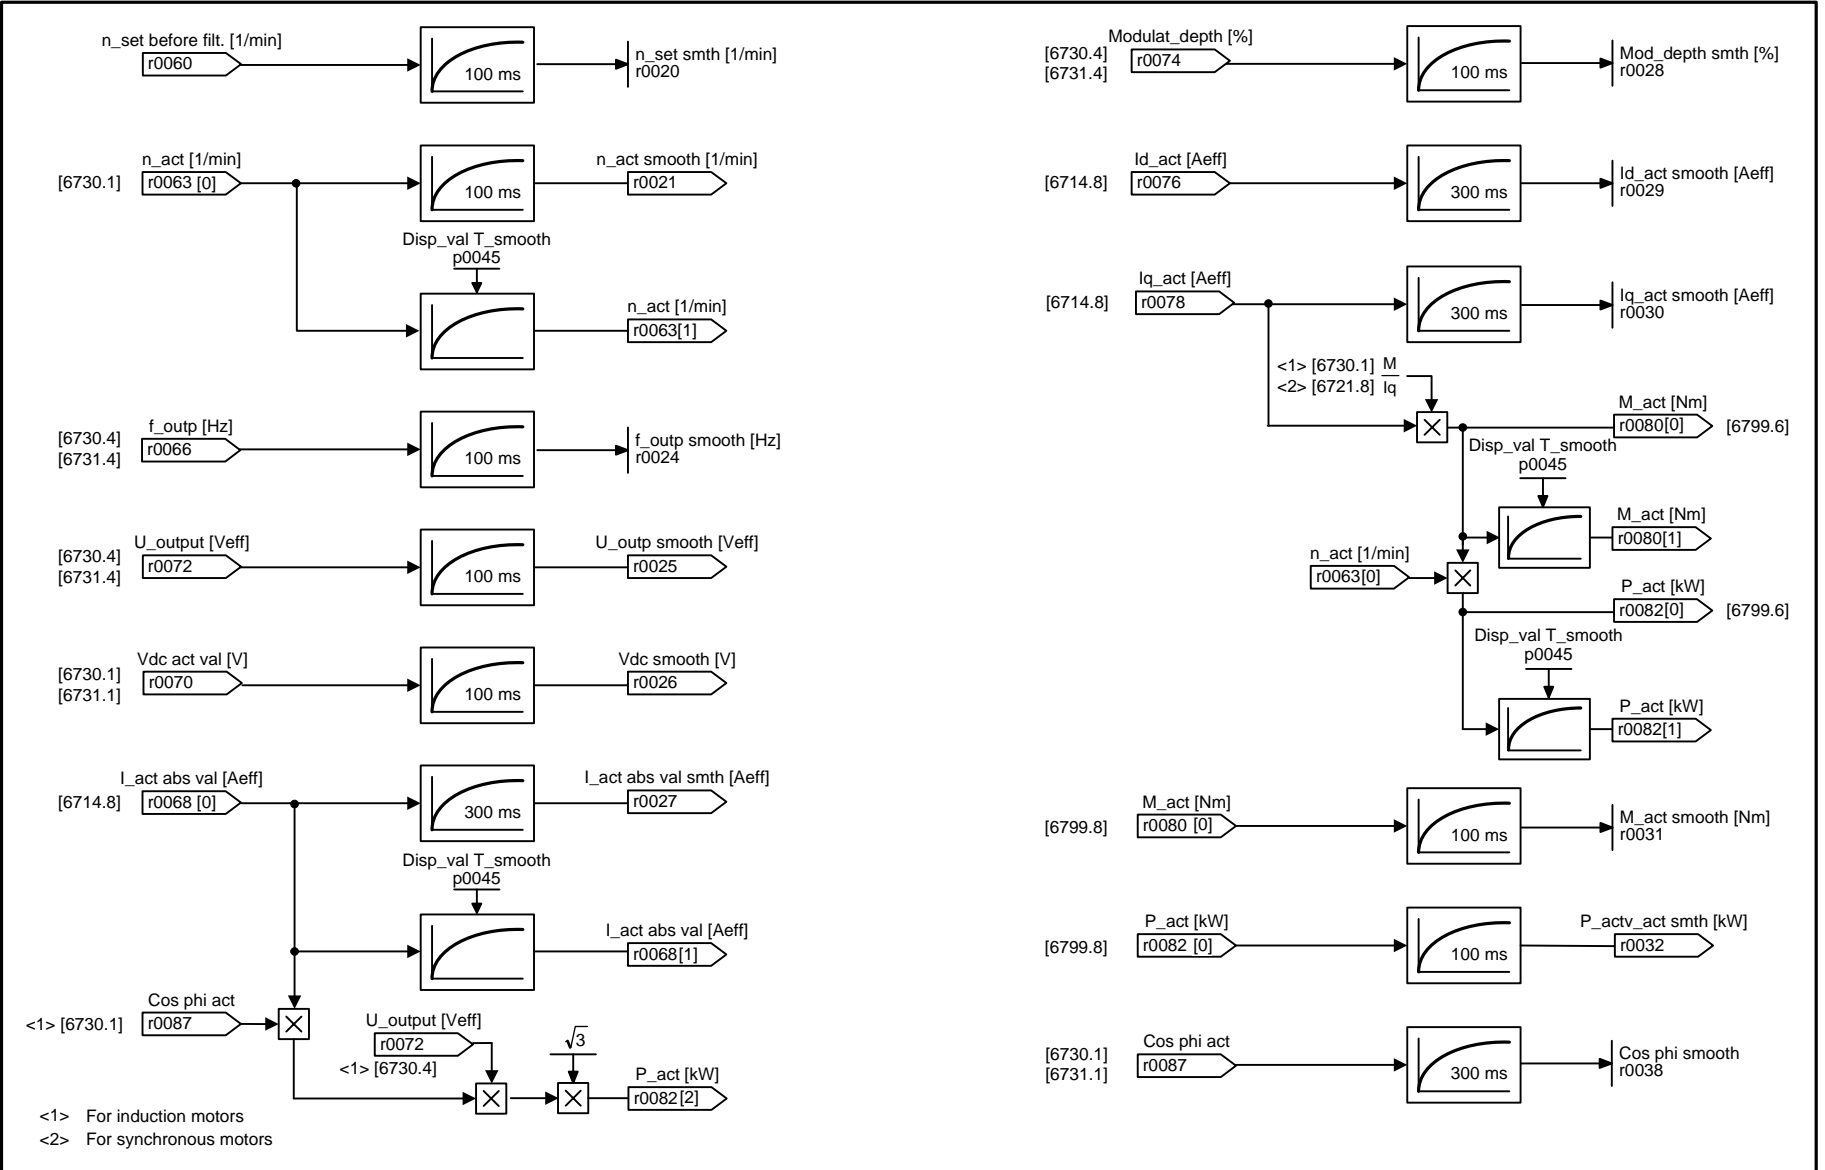 n_set before filt. [1/min]
r0060
100 ms
n_set smth [1/min]
r0020
n_act [1/min]
[6730.1]
r0063 [0]
100 ms
n_act smooth [1/min]
r0021
Disp_val T_smooth
p0045
n_act [1/min]
r0063[1]
f_outp [Hz]
[6730.4]
[6731.4]
r0066
100 ms
f_outp smooth [Hz]
r0024
U_output [Veff]
[6730.4]
[6731.4]
r0072
100 ms
U_outp smooth [Veff]
r0025
Vdc act val [V]
[6730.1]
[6731.1]
r0070
100 ms
Vdc smooth [V]
r0026
I_act abs val [Aeff]
[6714.8]
r0068 [0]
300 ms
I_act abs val smth [Aeff]
r0027
Disp_val T_smooth
p0045
I_act abs val [Aeff]
r0068[1]
Cos phi act
<1> [6730.1]
r0087
U_output [Veff]
r0072
<1> [6730.4]
√3
P_act [kW]
r0082[2]
<1> For induction motors
<2> For synchronous motors
Modulat_depth [%]
[6730.4]
[6731.4]
r0074
100 ms
Mod_depth smth [%]
r0028
Id_act [Aeff]
[6714.8]
r0076
300 ms
Id_act smooth [Aeff]
r0029
Iq_act [Aeff]
[6714.8]
r0078
300 ms
Iq_act smooth [Aeff]
r0030
<1> [6730.1] M
<2> [6721.8] Iq
M_act [Nm]
r0080[0] [6799.6]
Disp_val T_smooth
p0045
M_act [Nm]
r0080[1]
n_act [1/min]
r0063[0]
P_act [kW]
r0082[0] [6799.6]
Disp_val T_smooth
p0045
P_act [kW]
r0082[1]
M_act [Nm]
[6799.8]
r0080 [0]
100 ms
M_act smooth [Nm]
r0031
P_act [kW]
[6799.8]
r0082 [0]
100 ms
P_actv_act smth [kW]
r0032
Cos phi act
[6730.1]
[6731.1]
r0087
300 ms
Cos phi smooth
r0038